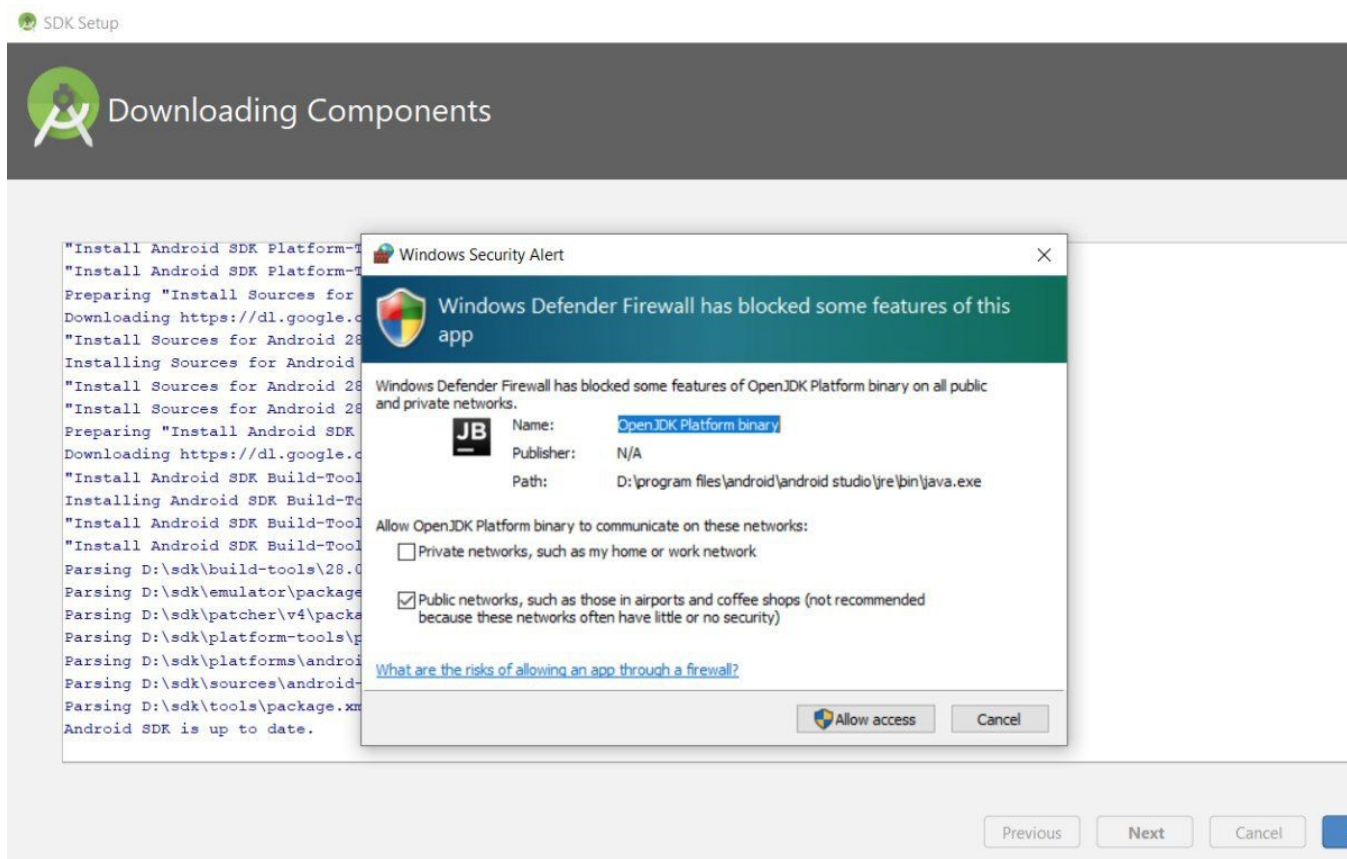 SDK Setup
Downloading Components
"Install Android SDK Platform-T
"Install Android SDK Platform-T
Preparing "Install Sources for
Downloading https://dl.google.c
"Install Sources for Android 28
Installing Sources for Android
"Install Sources for Android 28
"Install Sources for Android 28
Preparing "Install Android SDK
Downloading https://dl.google.c
"Install Android SDK Build-Tool
Installing Android SDK Build-To
"Install Android SDK Build-Tool
"Install Android SDK Build-Tool
Parsing D:\sdk\build-tools\28.0
Parsing D:\sdk\emulator\package
Parsing D:\sdk\patcher\v4\packa
Parsing D:\sdk\platform-tools\p
Parsing D:\sdk\platforms\androi
Parsing D:\sdk\sources\android-
Parsing D:\sdk\tools\package.xm
Android SDK is up to date.
Windows Security Alert
Windows Defender Firewall has blocked some features of this
app
Windows Defender Firewall has blocked some features of OpenJDK Platform binary on all public
and private networks.
JB
Name: OpenJDK Platform binary
Publisher: N/A
Path: D:\program files\android\android studio\jre\bin\java.exe
Allow OpenJDK Platform binary to communicate on these networks:
Private networks, such as my home or work network
Public networks, such as those in airports and coffee shops (not recommended
because these networks often have little or no security)
What are the risks of allowing an app through a firewall?
Allow access Cancel
Previous Next Cancel